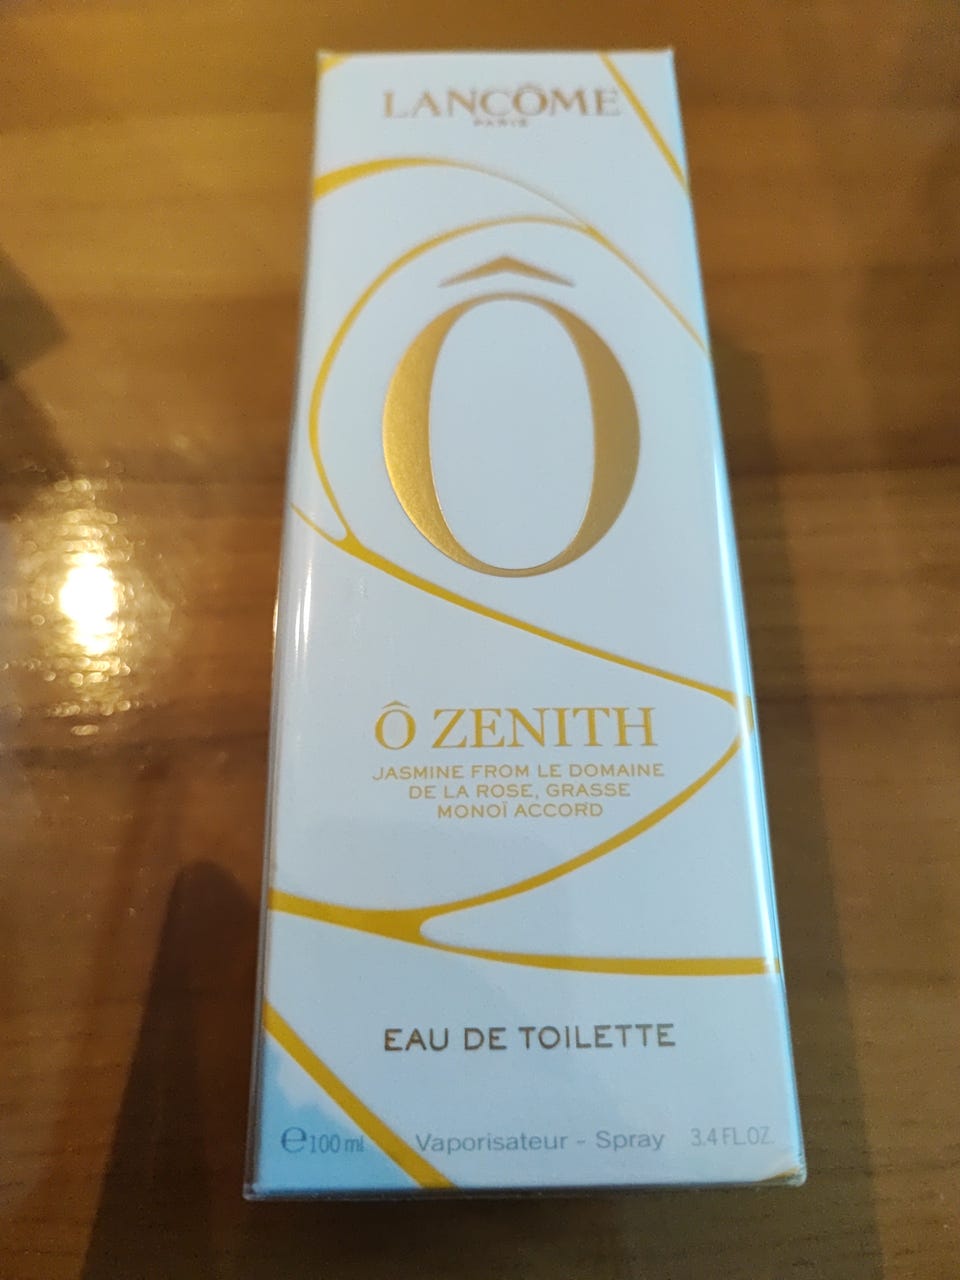 LANCÔME
PARIS
Ô
Ô ZENITH
JASMINE FROM LE DOMAINE
DE LA ROSE, GRASSE
MONOÏ ACCORD
EAU DE TOILETTE
℮100 ml Vaporisateur - Spray 3.4 FL.OZ.